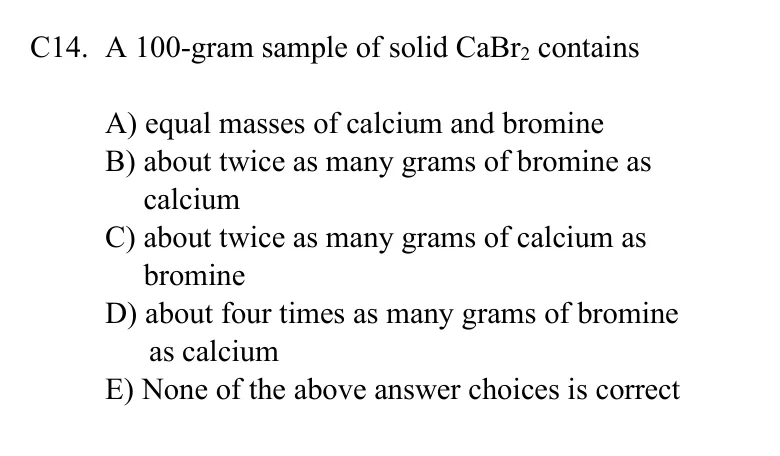 C14. A 100-gram sample of solid CaBr₂ contains
A) equal masses of calcium and bromine
B) about twice as many grams of bromine as
calcium
C) about twice as many grams of calcium as
bromine
D) about four times as many grams of bromine
as calcium
E) None of the above answer choices is correct